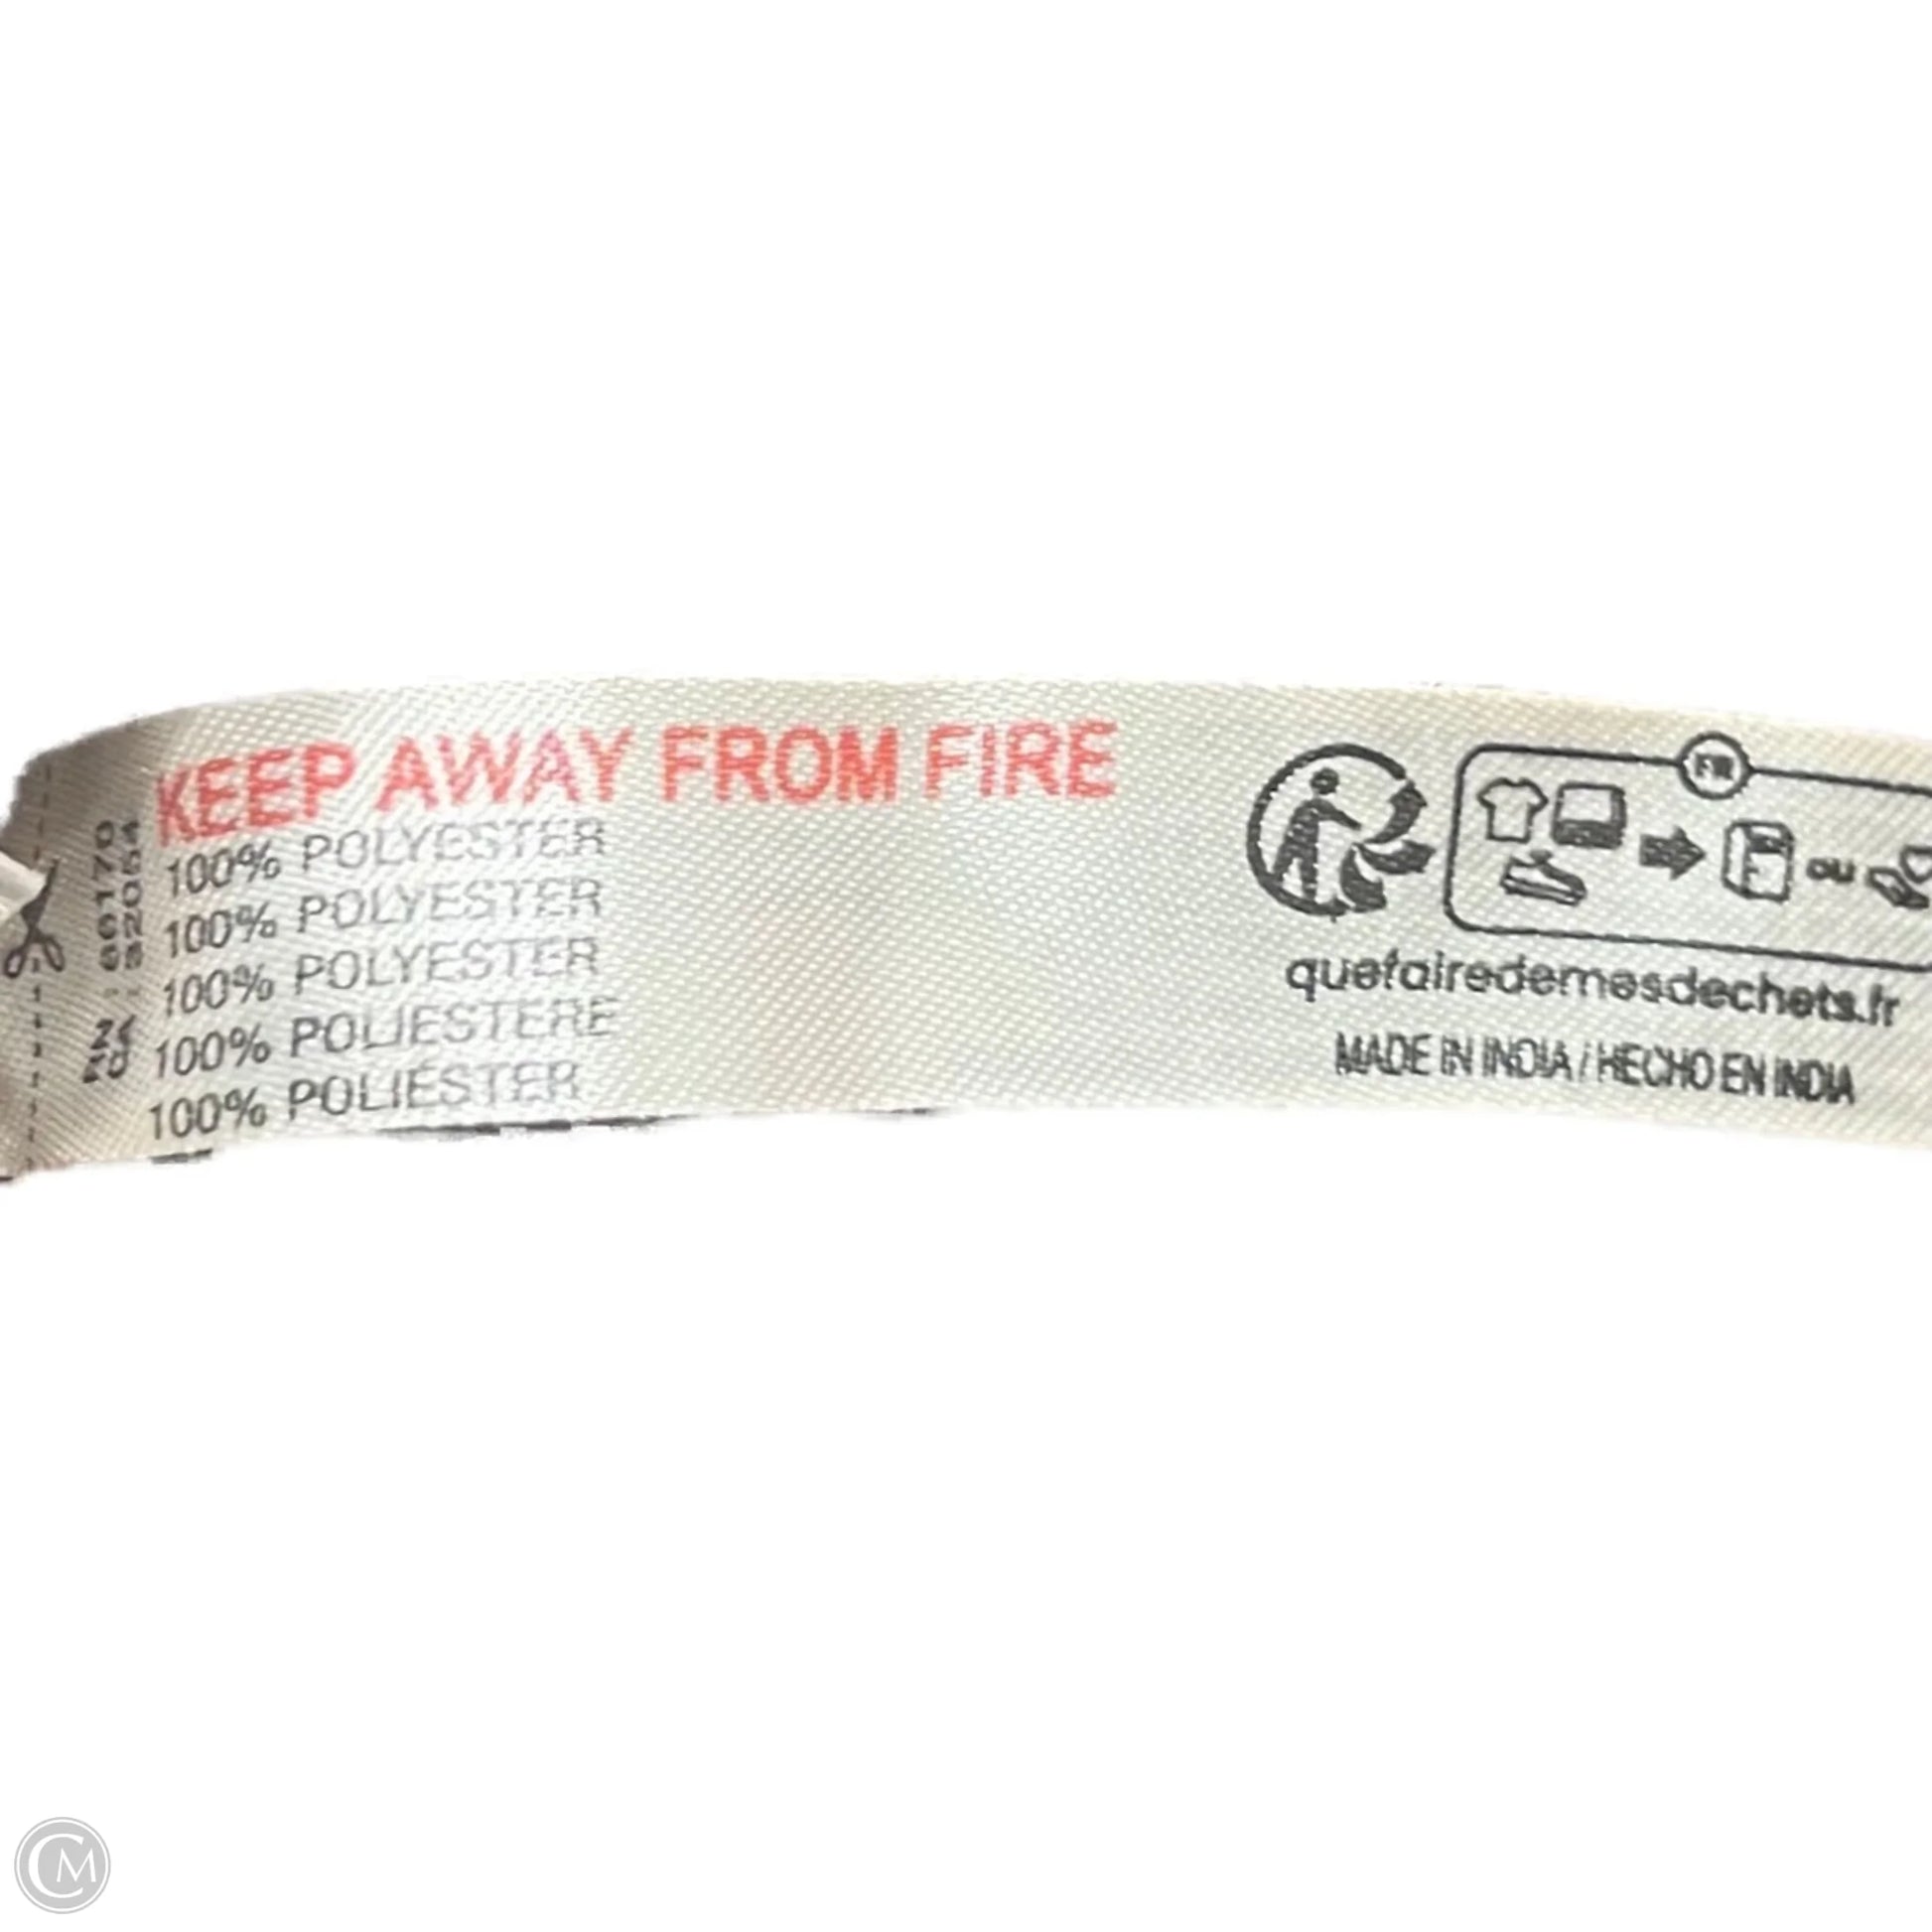 KEEP AWAY FROM FIRE
100% POLYESTER
100% POLYESTER
100% POLYESTER
100% POLIESTERE
100% POLIÉSTER
FR
OU
quefairedemesdechets.fr
MADE IN INDIA / HECHO EN INDIA
CM